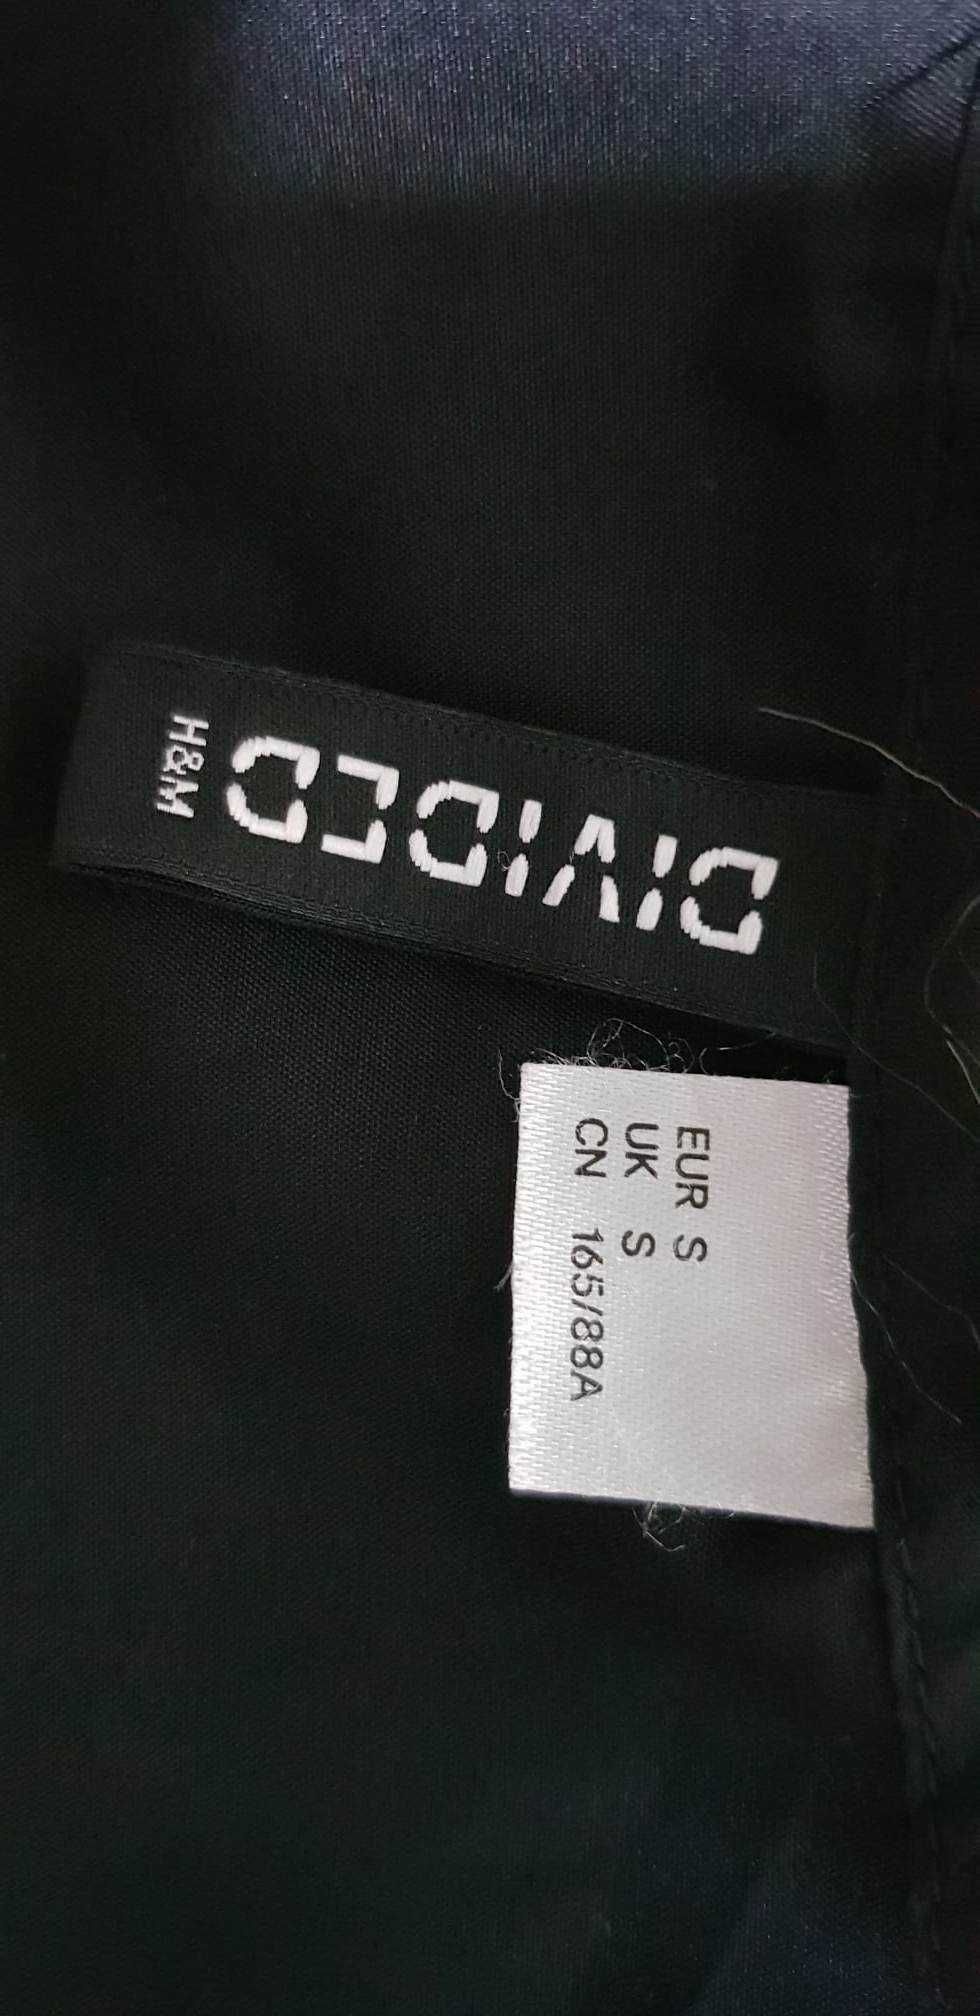 DIVIDED
H&M
EUR S
UK S
CN 165/88A